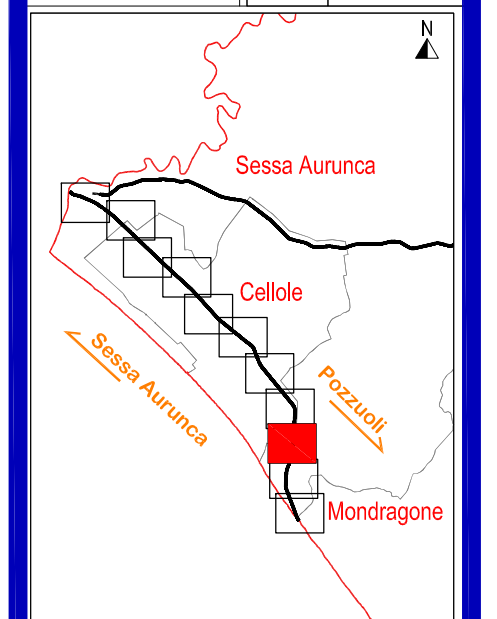 N
Sessa Aurunca
Cellole
Sessa Aurunca
Pozzuoli
Mondragone